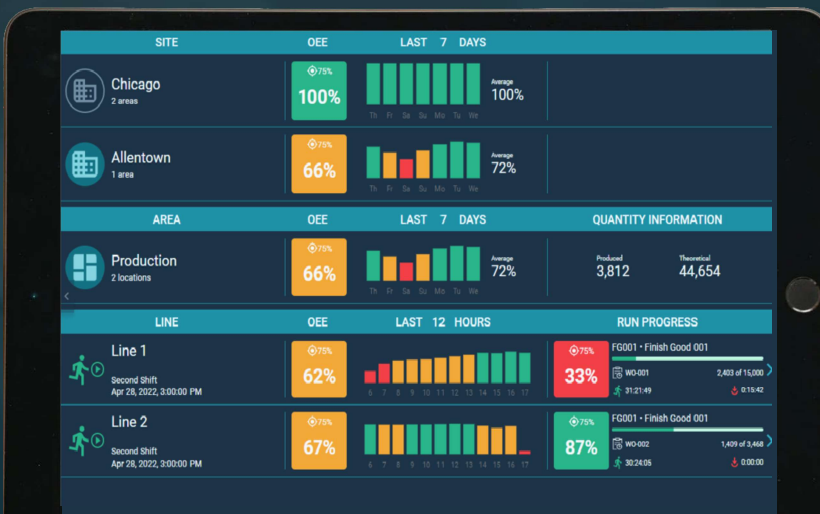 SITE OEE LAST 7 DAYS
Chicago
2 areas
75%
100%
Average
100%
Th Fr Sa Su Mo Tu We
Allentown
1 area
75%
66%
Average
72%
Th Fr Sa Su Mo Tu We
AREA OEE LAST 7 DAYS QUANTITY INFORMATION
Production
2 locations
75%
66%
Average
72%
Th Fr Sa Su Mo Tu We
Produced
3,812
Theoretical
44,654
LINE OEE LAST 12 HOURS RUN PROGRESS
Line 1
Second Shift
Apr 28, 2022, 3:00:00 PM
75%
62%
6 7 8 9 10 11 12 13 14 15 16 17
75%
33%
FG001 • Finish Good 001
WO-001 2,403 of 15,000
31:21:49 0:15:42
Line 2
Second Shift
Apr 28, 2022, 3:00:00 PM
75%
67%
6 7 8 9 10 11 12 13 14 15 16 17
75%
87%
FG001 • Finish Good 001
WO-002 1,409 of 3,468
30:24:05 0:00:00